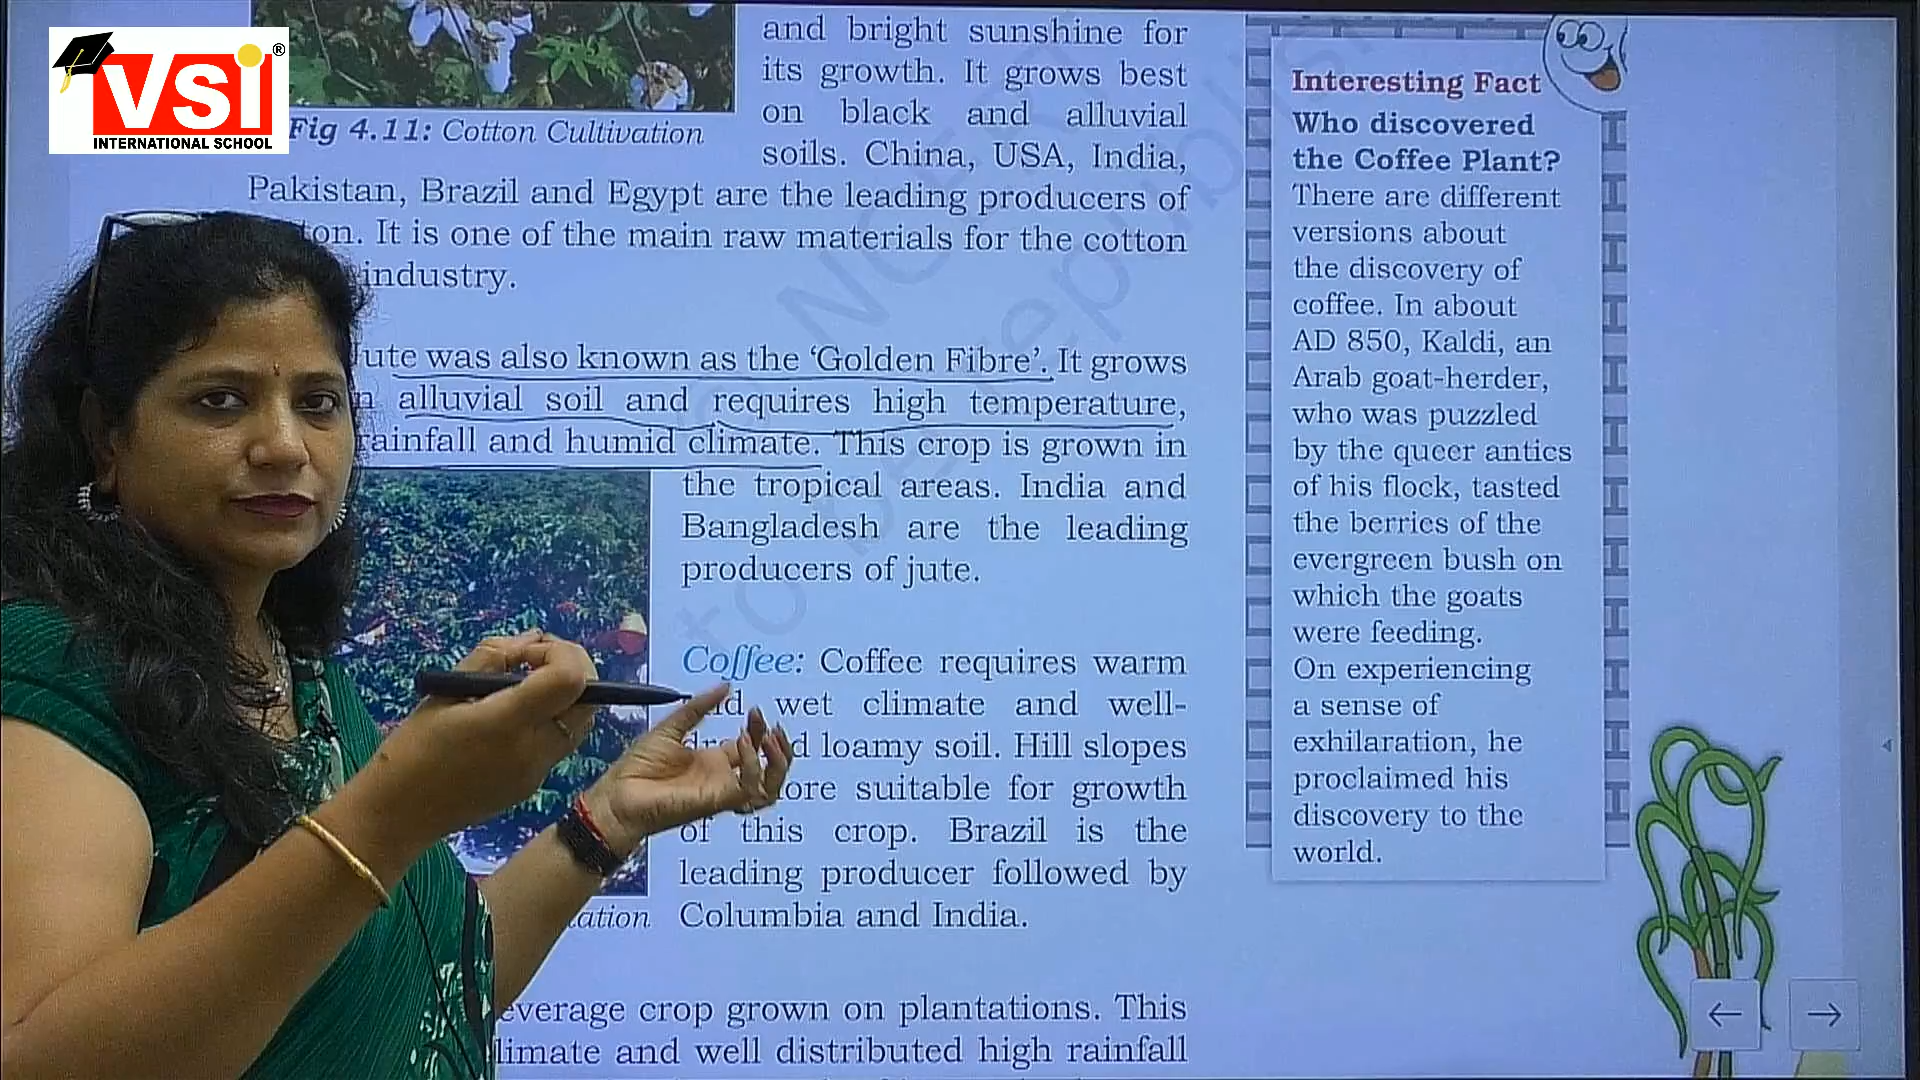 VSI ®
INTERNATIONAL SCHOOL
Fig 4.11: Cotton Cultivation
and bright sunshine for
its growth. It grows best
on black and alluvial
soils. China, USA, India,
Pakistan, Brazil and Egypt are the leading producers of
ton. It is one of the main raw materials for the cotton
industry.
Jute was also known as the ‘Golden Fibre’. It grows
alluvial soil and requires high temperature,
rainfall and humid climate. This crop is grown in
the tropical areas. India and
Bangladesh are the leading
producers of jute.
Coffee: Coffee requires warm
wet climate and well-
loamy soil. Hill slopes
suitable for growth
of this crop. Brazil is the
leading producer followed by
Columbia and India.
ation
everage crop grown on plantations. This
limate and well distributed high rainfall
Interesting Fact
Who discovered
the Coffee Plant?
There are different
versions about
the discovery of
coffee. In about
AD 850, Kaldi, an
Arab goat-herder,
who was puzzled
by the queer antics
of his flock, tasted
the berries of the
evergreen bush on
which the goats
were feeding.
On experiencing
a sense of
exhilaration, he
proclaimed his
discovery to the
world.